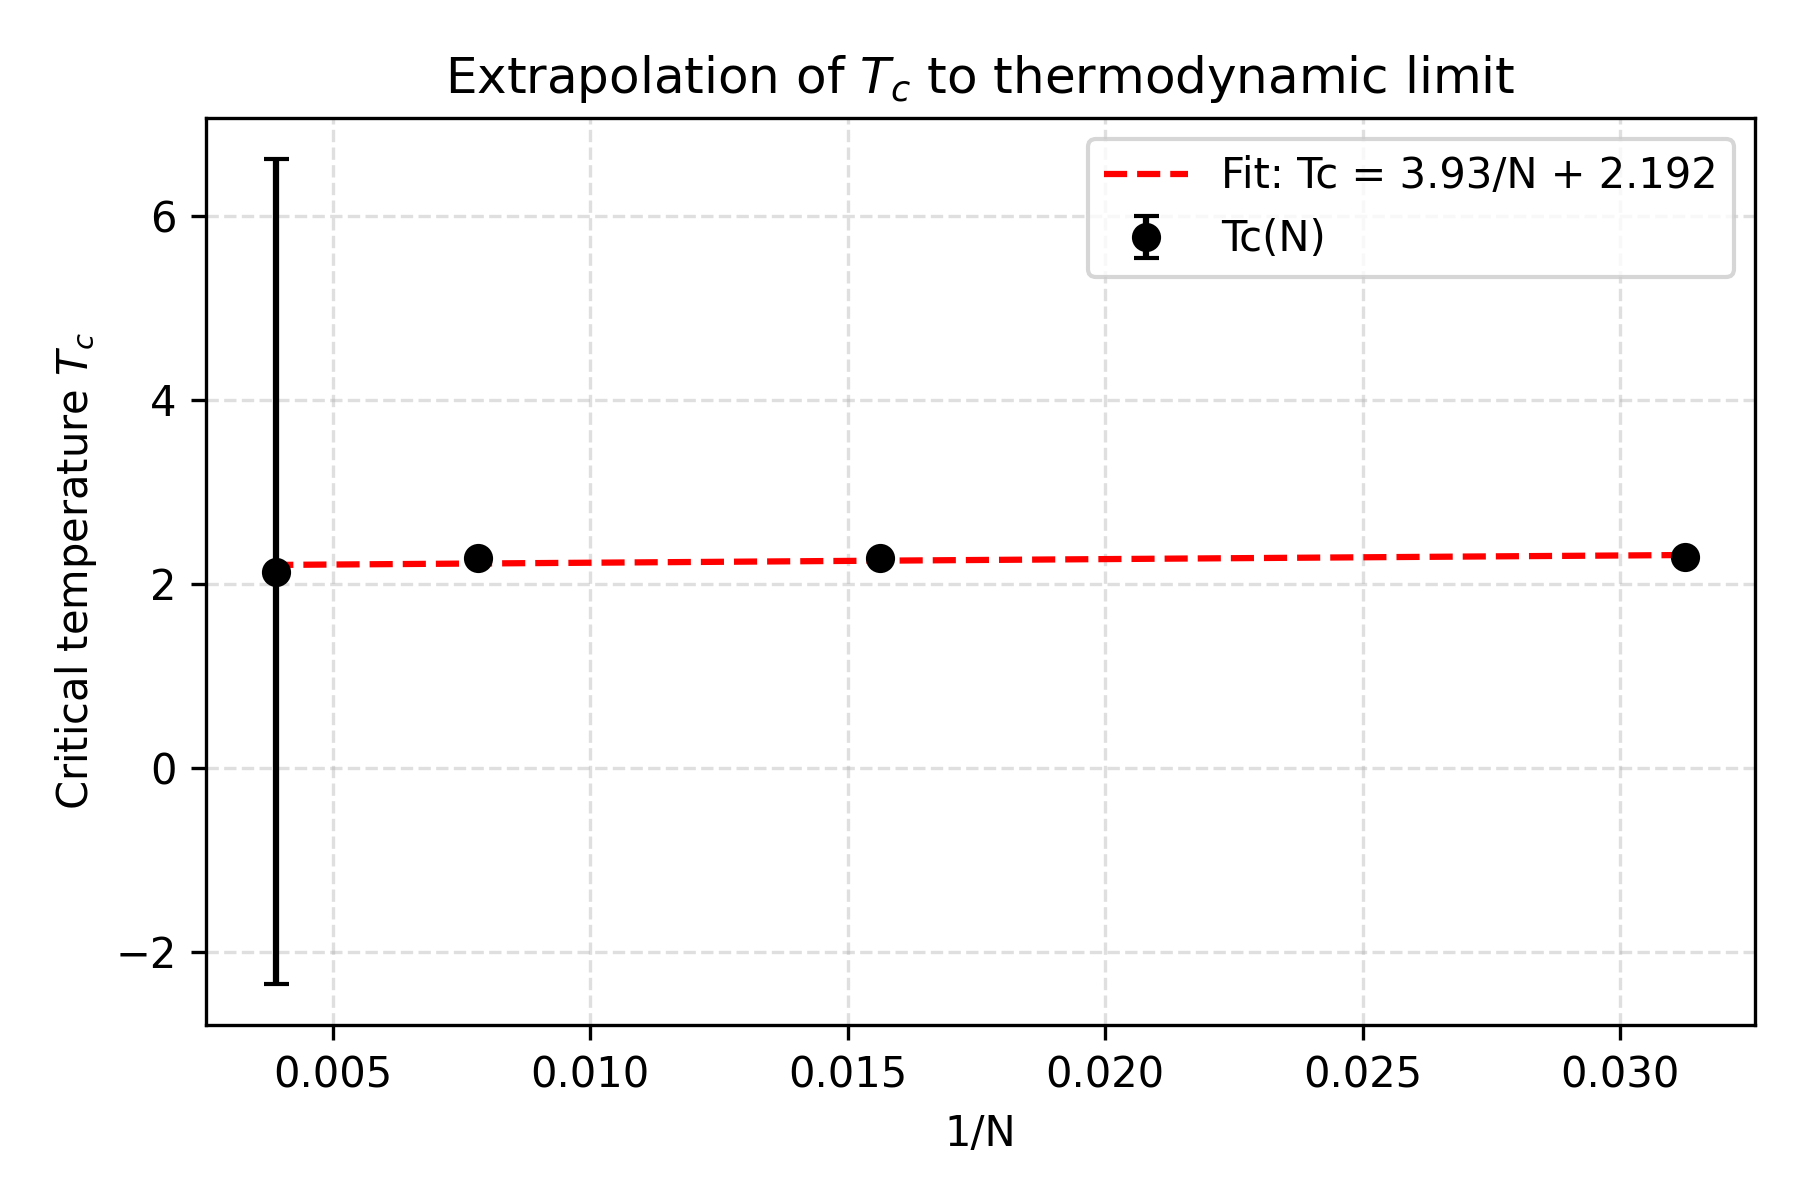 Extrapolation of T_c to thermodynamic limit
Fit: Tc = 3.93/N + 2.192
Tc(N)
Critical temperature T_c
6
4
2
0
−2
0.005 0.010 0.015 0.020 0.025 0.030
1/N